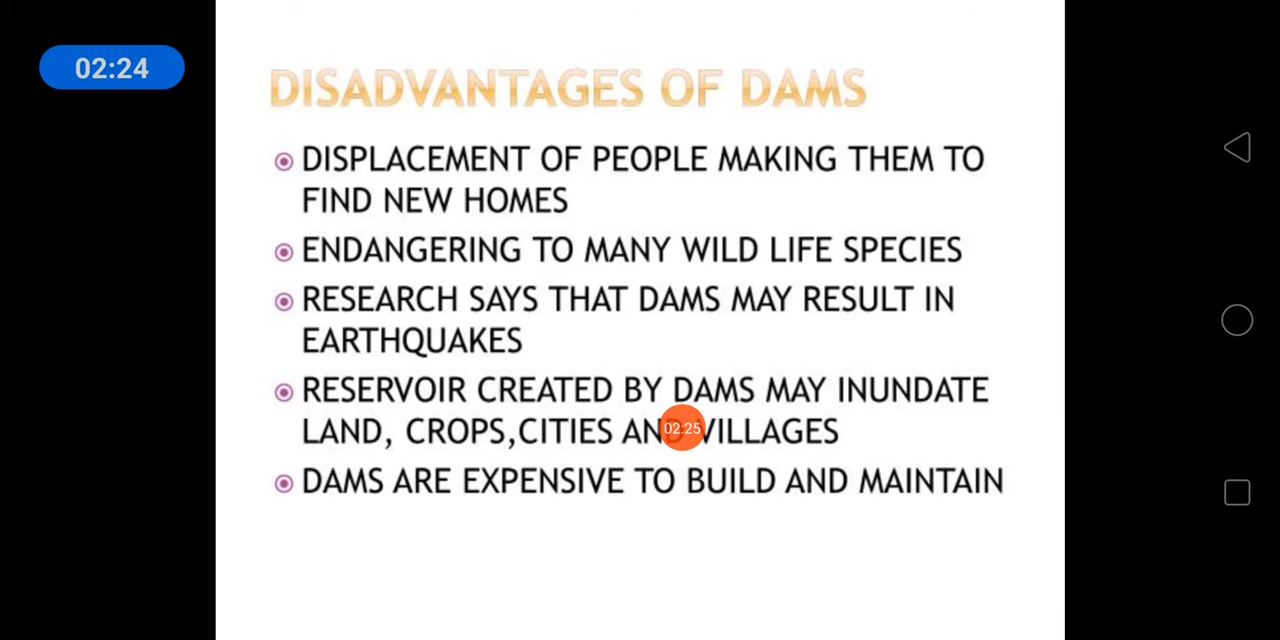 02:24
DISADVANTAGES OF DAMS
DISPLACEMENT OF PEOPLE MAKING THEM TO
FIND NEW HOMES
ENDANGERING TO MANY WILD LIFE SPECIES
RESEARCH SAYS THAT DAMS MAY RESULT IN
EARTHQUAKES
RESERVOIR CREATED BY DAMS MAY INUNDATE
LAND, CROPS,CITIES AND VILLAGES
02:25
DAMS ARE EXPENSIVE TO BUILD AND MAINTAIN